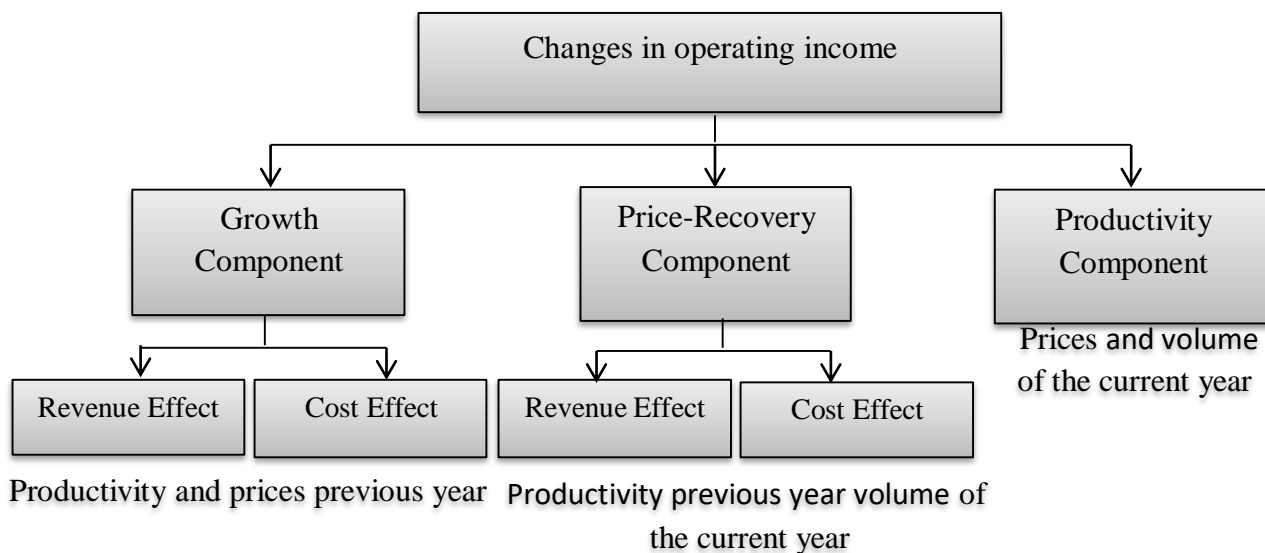 Changes in operating income
Growth
Component
Price-Recovery
Component
Productivity
Component
Prices and volume
of the current year
Revenue Effect
Cost Effect
Revenue Effect
Cost Effect
Productivity and prices previous year
Productivity previous year volume of
the current year